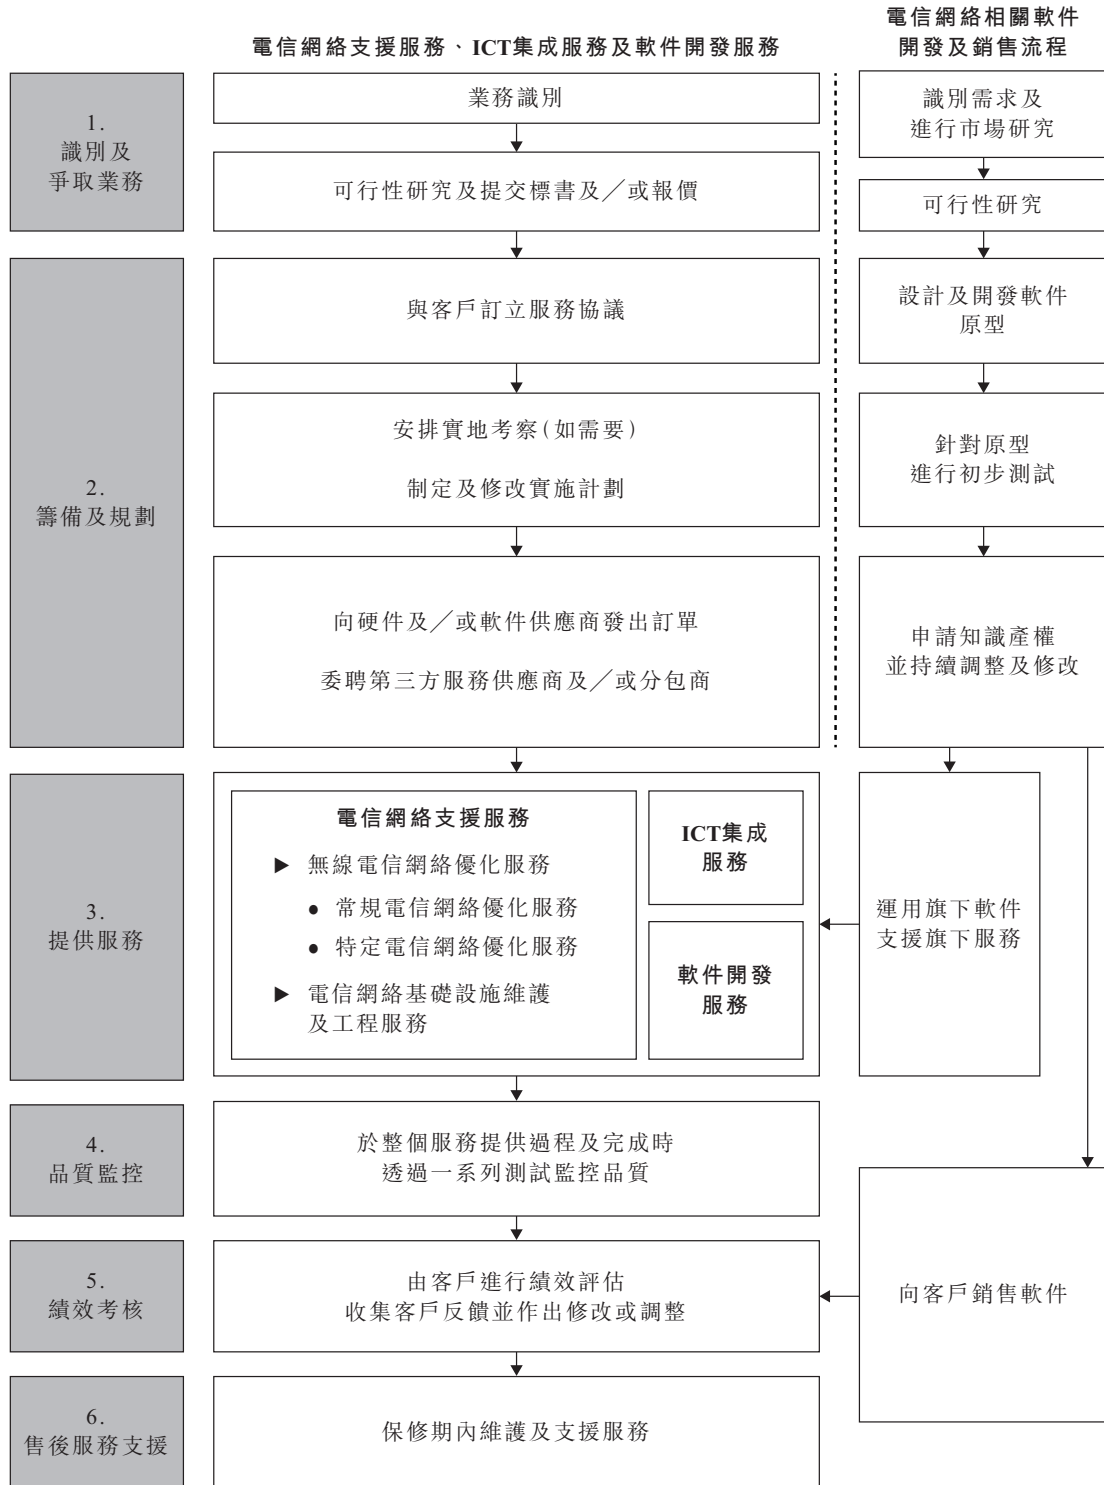 電信網絡支援服務、ICT集成服務及軟件開發服務
電信網絡相關軟件
開發及銷售流程
1.
識別及
爭取業務
業務識別
可行性研究及提交標書及／或報價
識別需求及
進行市場研究
可行性研究
2.
籌備及規劃
與客戶訂立服務協議
安排實地考察(如需要)
制定及修改實施計劃
向硬件及／或軟件供應商發出訂單
委聘第三方服務供應商及／或分包商
設計及開發軟件
原型
針對原型
進行初步測試
申請知識產權
並持續調整及修改
3.
提供服務
電信網絡支援服務
► 無線電信網絡優化服務
• 常規電信網絡優化服務
• 特定電信網絡優化服務
► 電信網絡基礎設施維護
及工程服務
ICT集成
服務
軟件開發
服務
運用旗下軟件
支援旗下服務
4.
品質監控
於整個服務提供過程及完成時
透過一系列測試監控品質
5.
績效考核
由客戶進行績效評估
收集客戶反饋並作出修改或調整
向客戶銷售軟件
6.
售後服務支援
保修期內維護及支援服務